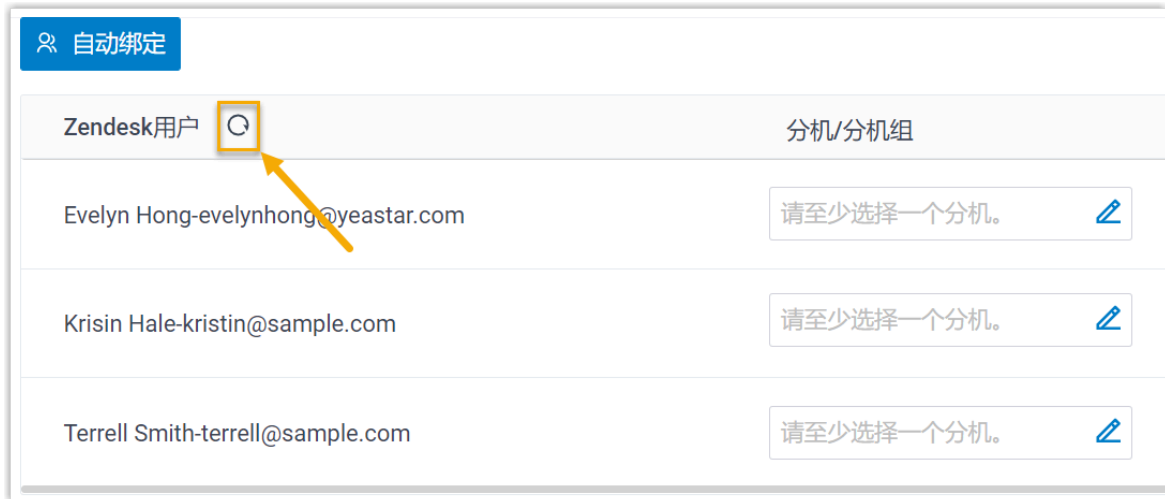 自动绑定
Zendesk用户 分机/分机组
Evelyn Hong-evelynhong@yeastar.com 请至少选择一个分机。
Krisin Hale-kristin@sample.com 请至少选择一个分机。
Terrell Smith-terrell@sample.com 请至少选择一个分机。